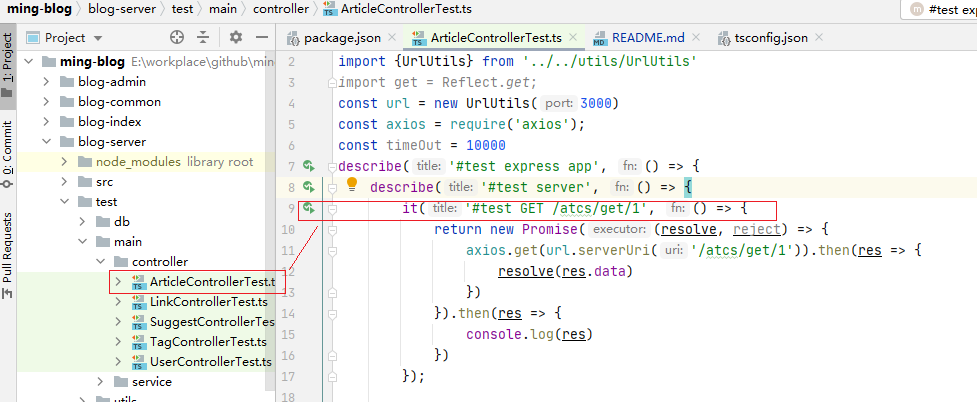 ming-blog > blog-server > test > main > controller > ArticleControllerTest.ts
#test exp
1: Project
0: Commit
Pull Requests
Project
ming-blog E:\workplace\github\min
blog-admin
blog-common
blog-index
blog-server
node_modules library root
src
test
db
main
controller
ArticleControllerTest.t
LinkControllerTest.ts
SuggestControllerTes
TagControllerTest.ts
UserControllerTest.ts
service
utils
package.json ArticleControllerTest.ts README.md tsconfig.json
2 import {UrlUtils} from '../../utils/UrlUtils'
3 import get = Reflect.get;
4 const url = new UrlUtils( port: 3000)
5 const axios = require('axios');
6 const timeOut = 10000
7 describe( title: '#test express app', fn: () => {
8 describe( title: '#test server', fn: () => {
9 it( title: '#test GET /atcs/get/1', fn: () => {
10 return new Promise( executor: (resolve, reject) => {
11 axios.get(url.serverUri( uri: '/atcs/get/1')).then(res => {
12 resolve(res.data)
13 })
14 }).then(res => {
15 console.log(res)
16 })
17 });
18